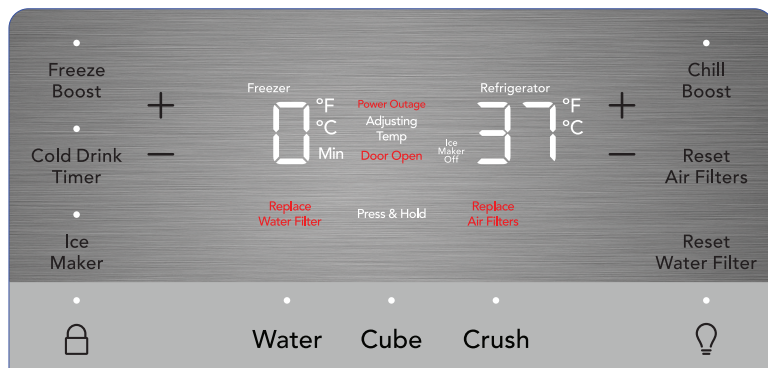 Freeze
Boost
+
Cold Drink
Timer
−
Ice
Maker
Freezer
0
°F
°C
Min
Power Outage
Adjusting
Temp
Door Open
Ice
Maker
Off
Refrigerator
37
°F
°C
+
−
Chill
Boost
Reset
Air Filters
Replace
Water Filter
Press & Hold
Replace
Air Filters
Reset
Water Filter
Water
Cube
Crush